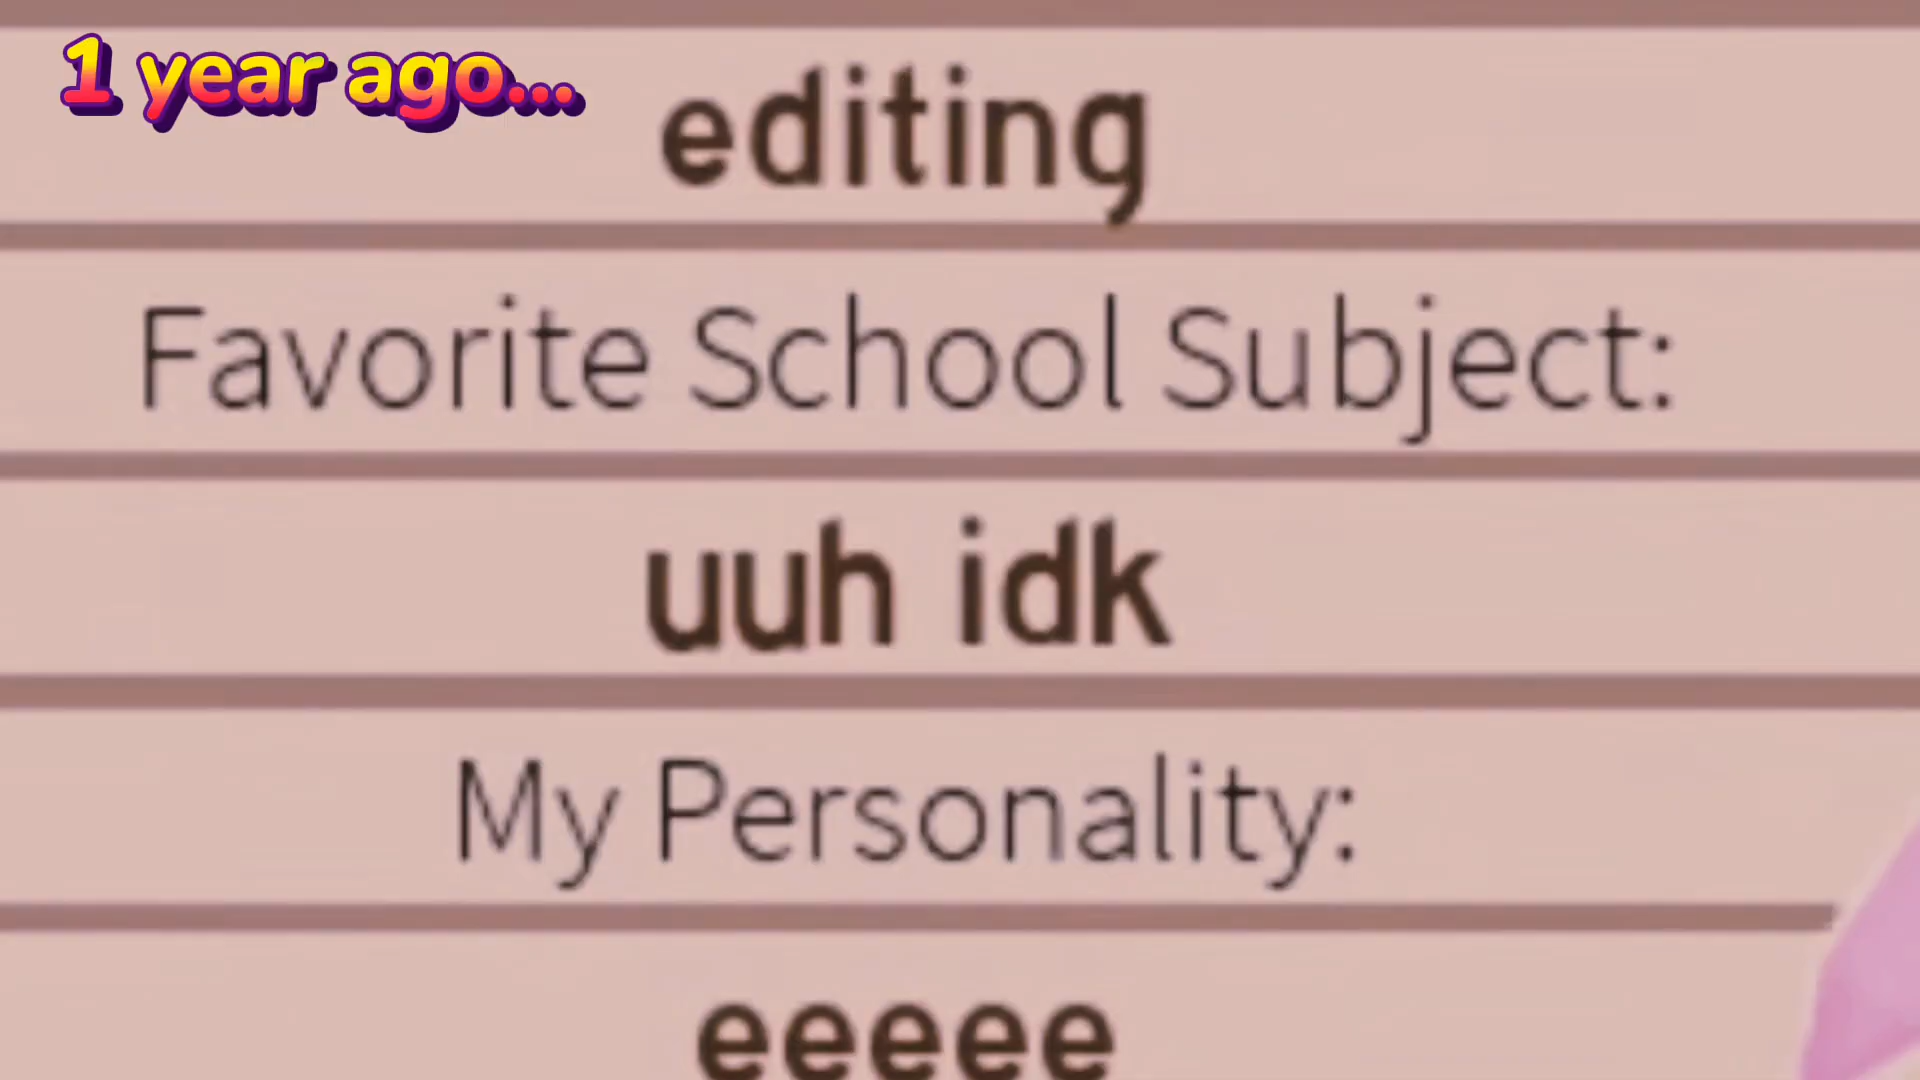 1 year ago...
editing
Favorite School Subject:
uuh idk
My Personality:
eeeee